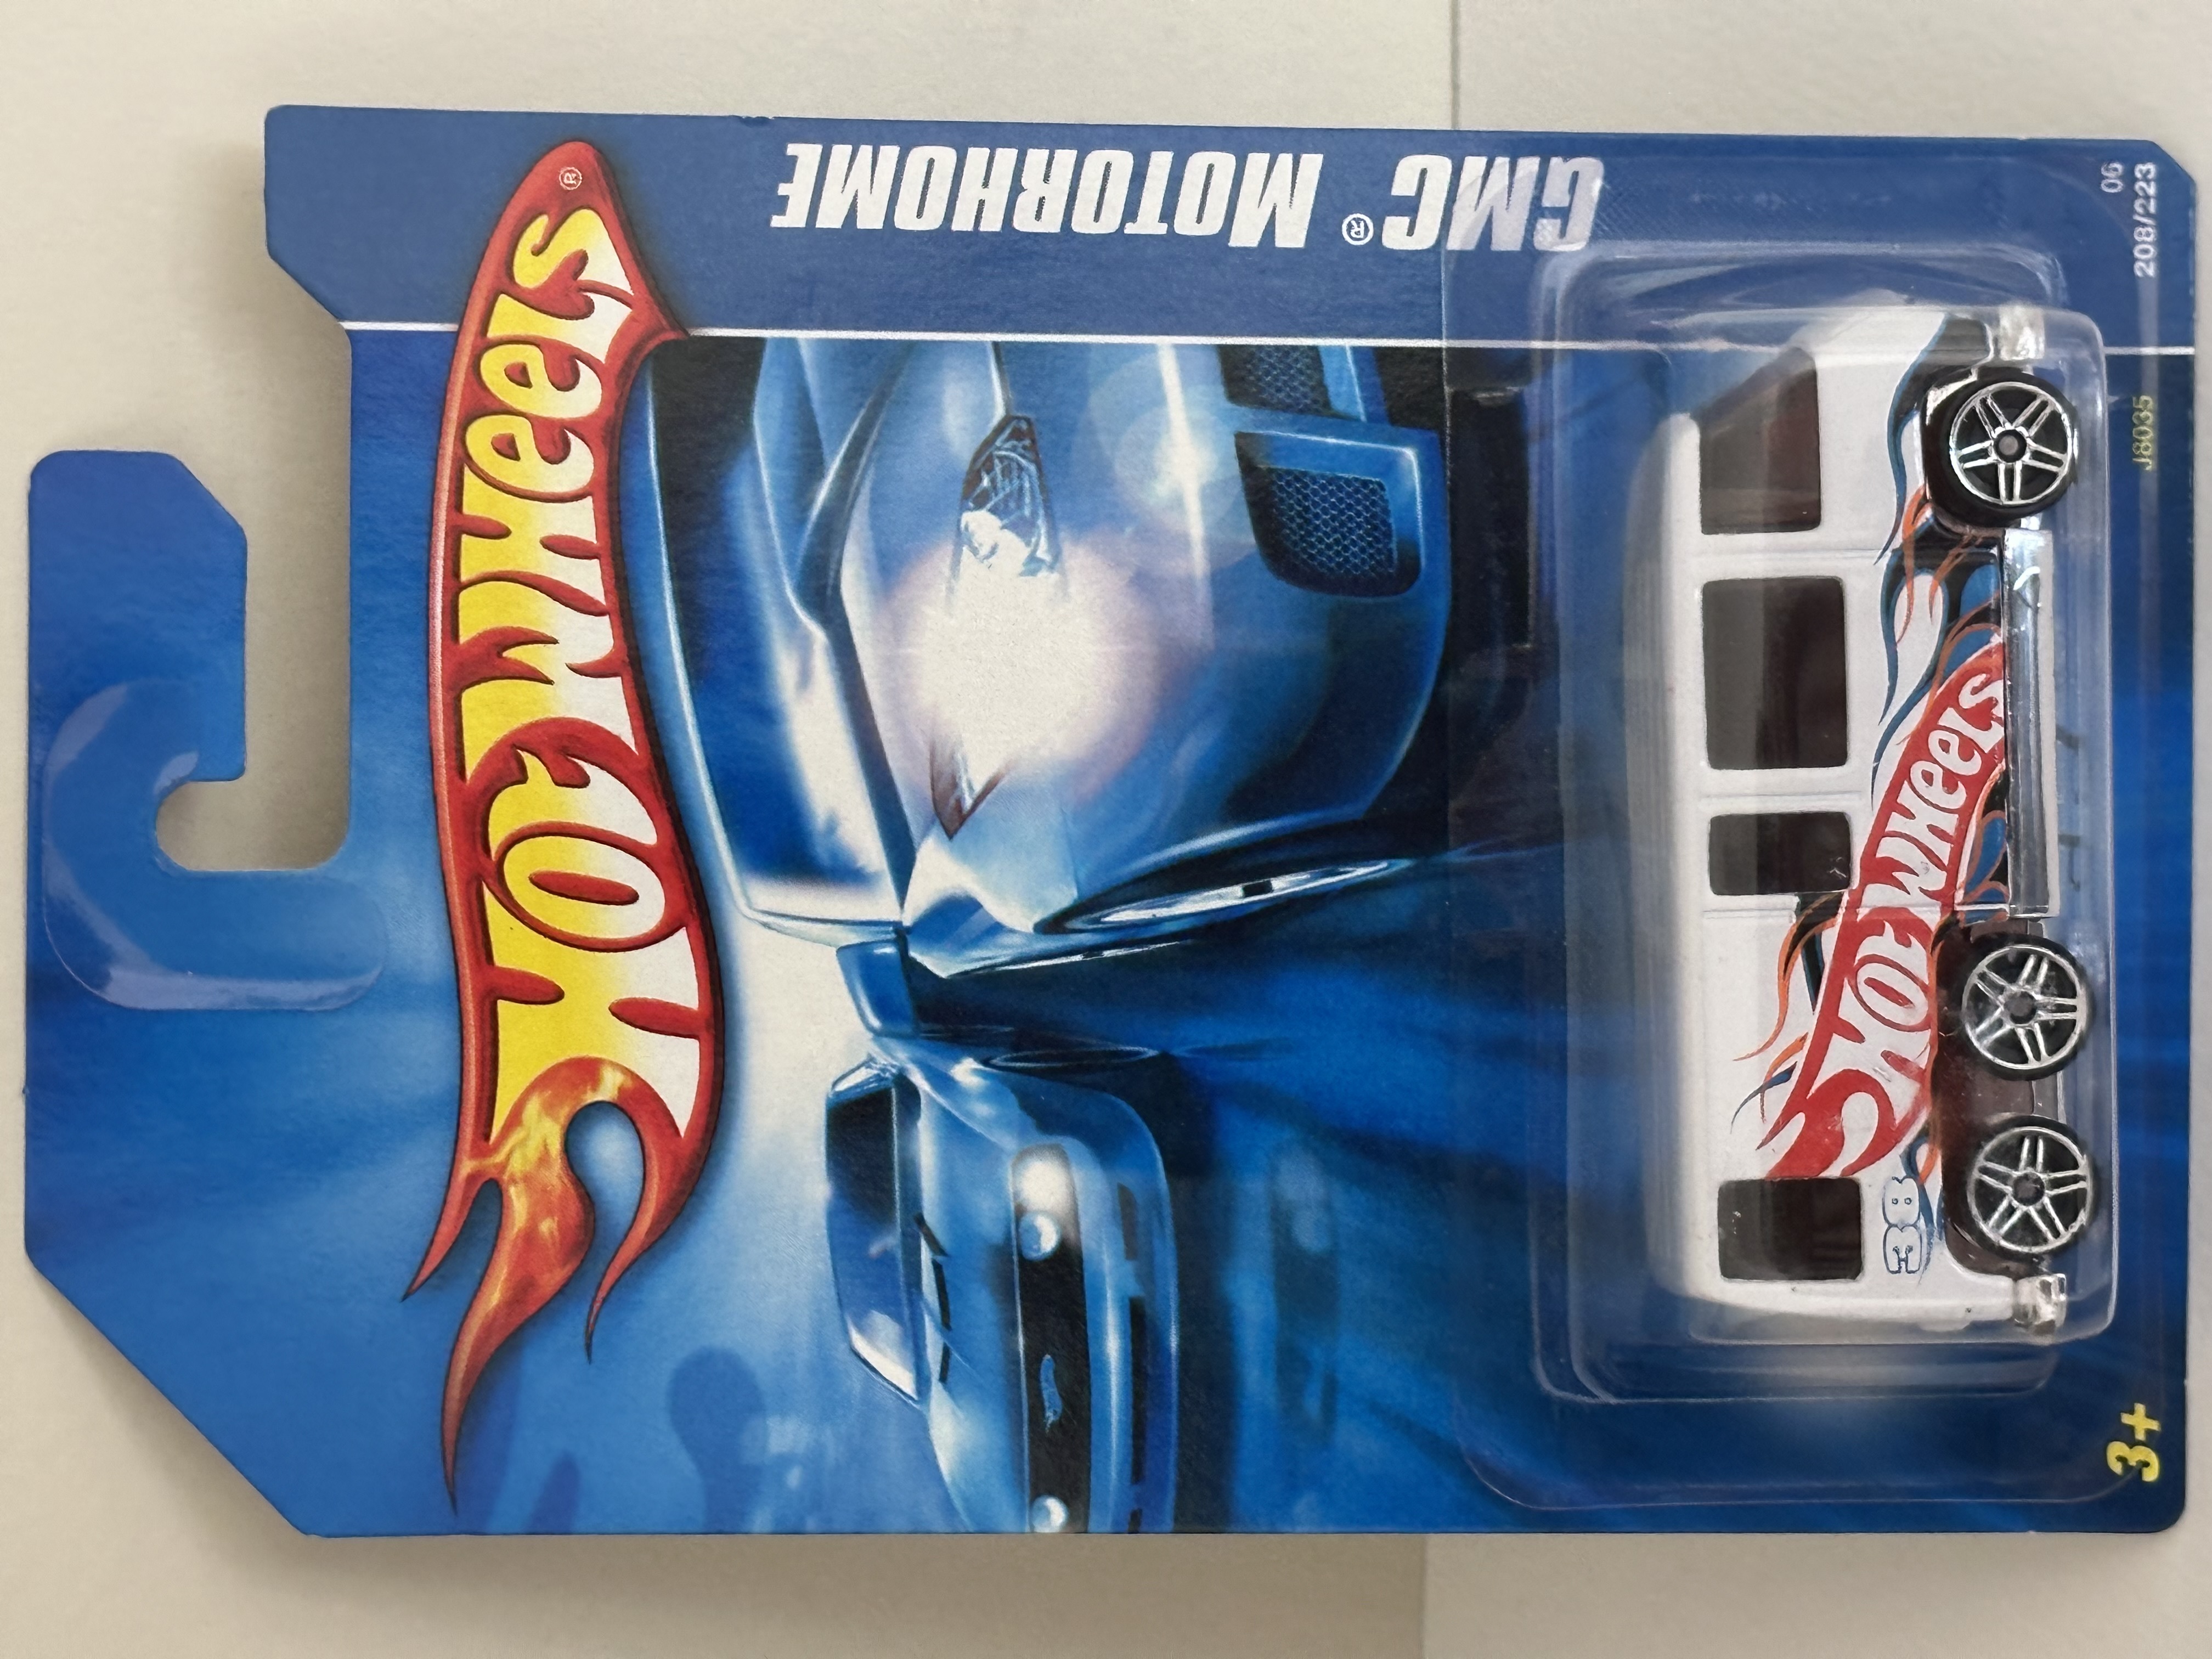 HOT WHEELS®
GMC® MOTORHOME
HOT WHEELS
38
3+
J8035
06
208/223